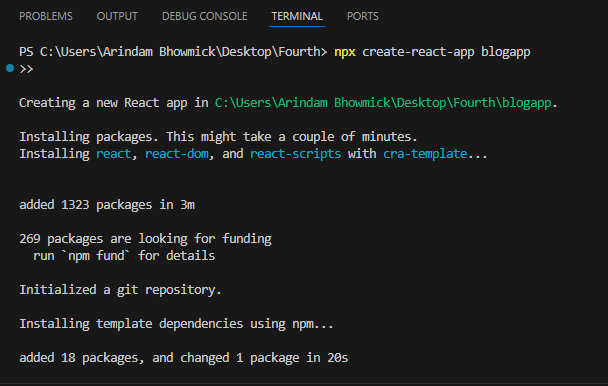 PROBLEMS OUTPUT DEBUG CONSOLE TERMINAL PORTS
PS C:\Users\Arindam Bhowmick\Desktop\Fourth> npx create-react-app blogapp
>>
Creating a new React app in C:\Users\Arindam Bhowmick\Desktop\Fourth\blogapp.
Installing packages. This might take a couple of minutes.
Installing react, react-dom, and react-scripts with cra-template...
added 1323 packages in 3m
269 packages are looking for funding
  run `npm fund` for details
Initialized a git repository.
Installing template dependencies using npm...
added 18 packages, and changed 1 package in 20s